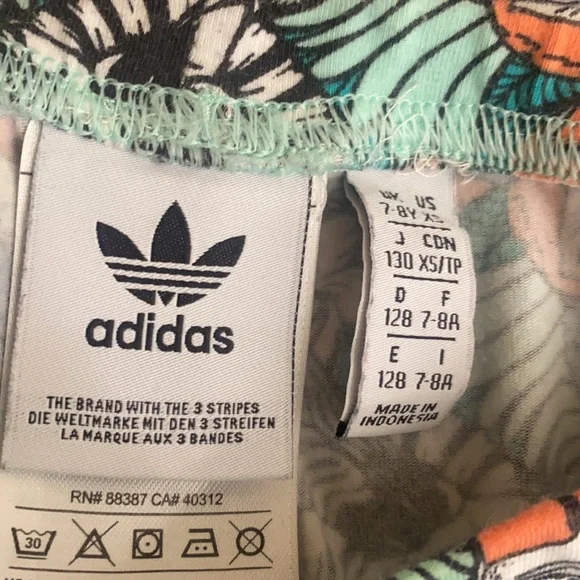 adidas
THE BRAND WITH THE 3 STRIPES
DIE WELTMARKE MIT DEN 3 STREIFEN
LA MARQUE AUX 3 BANDES
RN# 88387 CA# 40312
30
UK US
7-8Y XS
J CDN
130 XS/TP
D F
128 7-8A
E I
128 7-8A
MADE IN
INDONESIA